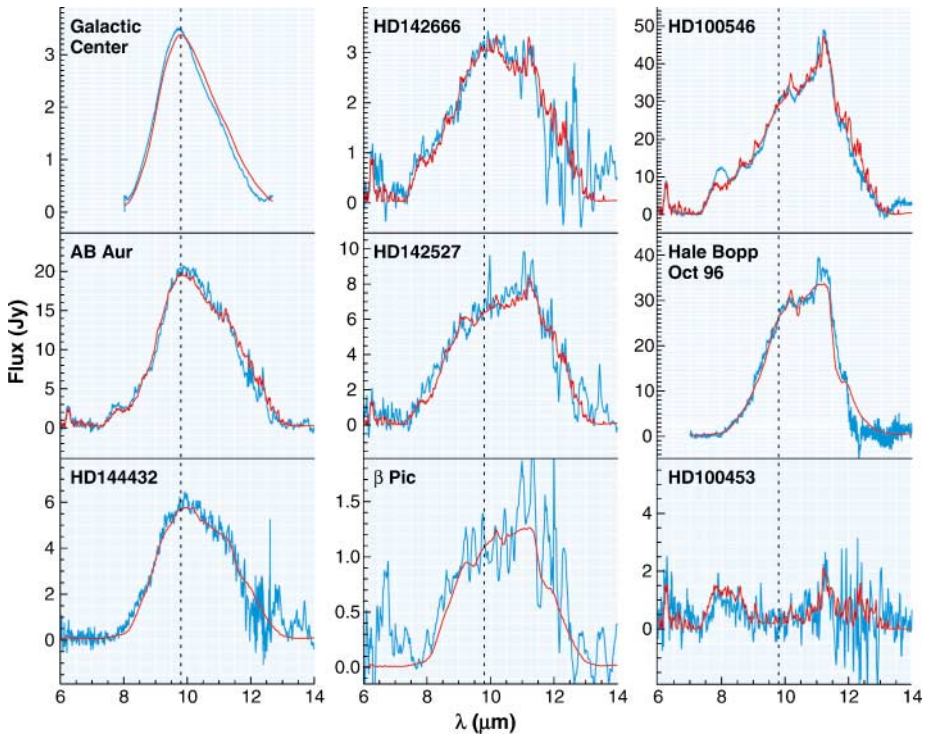 Galactic
Center
3
2
1
0
HD142666
3
2
1
0
HD100546
50
40
30
20
10
0
AB Aur
20
15
10
5
0
HD142527
10
8
6
4
2
0
Hale Bopp
Oct 96
40
30
20
10
0
HD144432
6
4
2
0
β Pic
1.5
1.0
0.5
0.0
HD100453
4
2
0
Flux (Jy)
6 8 10 12 14
6 8 10 12 14
6 8 10 12 14
λ (μm)